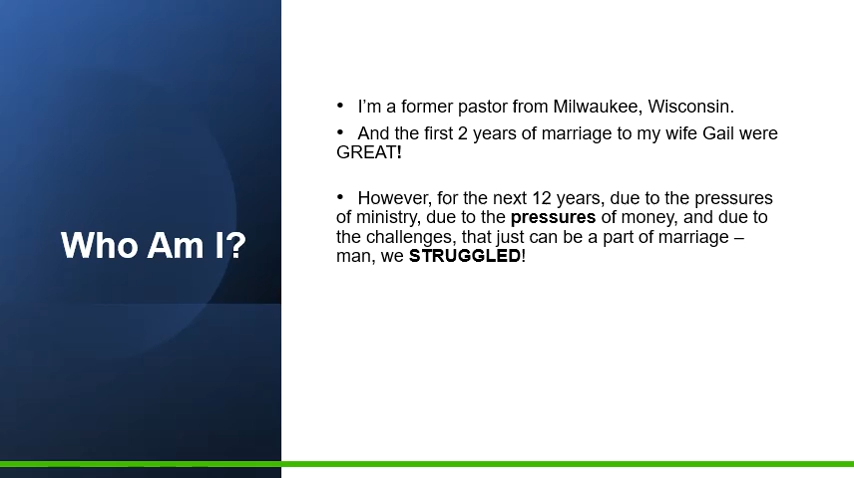 Who Am I?
• I’m a former pastor from Milwaukee, Wisconsin.
• And the first 2 years of marriage to my wife Gail were
GREAT!
• However, for the next 12 years, due to the pressures
of ministry, due to the pressures of money, and due to
the challenges, that just can be a part of marriage –
man, we STRUGGLED!